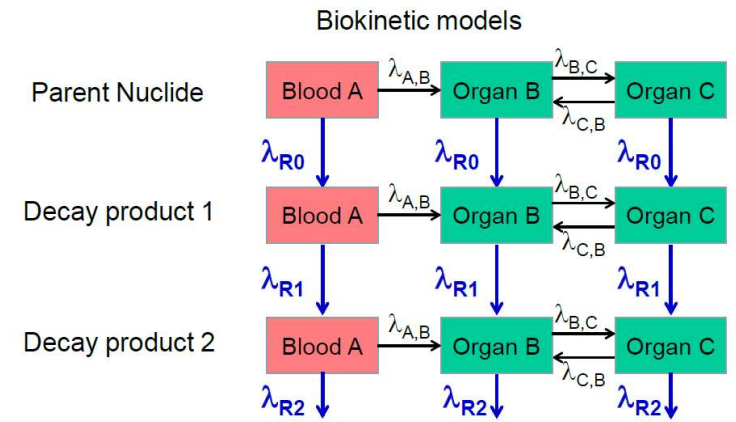 Biokinetic models
λA,B λB,C
Parent Nuclide Blood A Organ B Organ C
λC,B
λR0 λR0 λR0
λA,B λB,C
Decay product 1 Blood A Organ B Organ C
λC,B
λR1 λR1 λR1
λA,B λB,C
Decay product 2 Blood A Organ B Organ C
λC,B
λR2 λR2 λR2